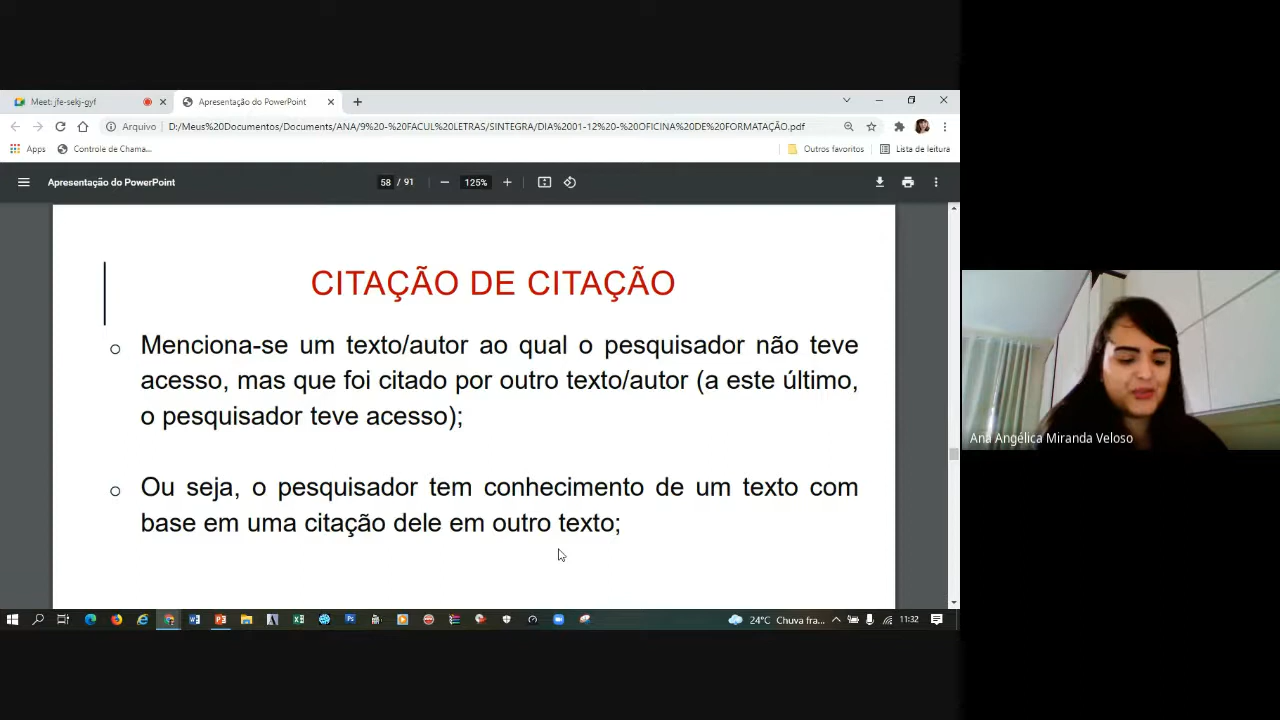 Meet: jfe-sekj-gyf
Apresentação do PowerPoint
Arquivo D:/Meus%20Documentos/Documents/ANA/9%20-%20FACUL%20LETRAS/SINTEGRA/DIA%2001-12%20-%20OFICINA%20DE%20FORMATAÇÃO.pdf
Apps Controle de Chama... Outros favoritos Lista de leitura
Apresentação do PowerPoint 58 / 91 125%
CITAÇÃO DE CITAÇÃO
Menciona-se um texto/autor ao qual o pesquisador não teve
acesso, mas que foi citado por outro texto/autor (a este último,
o pesquisador teve acesso);
Ou seja, o pesquisador tem conhecimento de um texto com
base em uma citação dele em outro texto;
Ana Angélica Miranda Veloso
24°C Chuva fra... 11:32